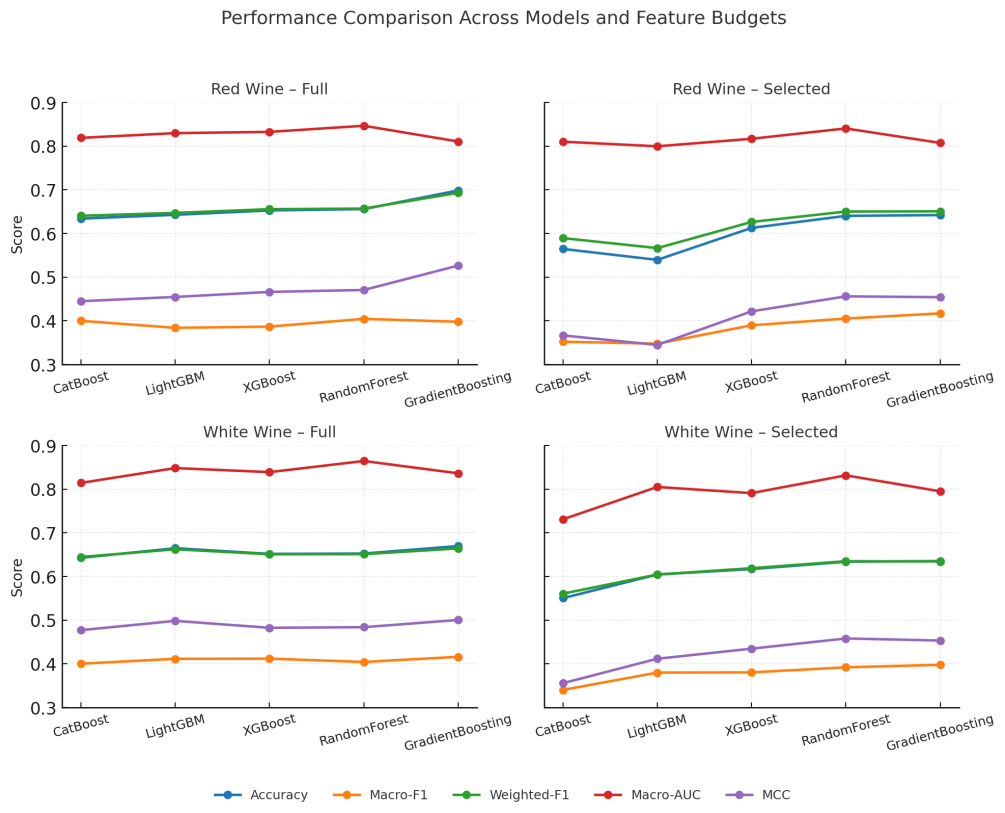 Performance Comparison Across Models and Feature Budgets
Red Wine – Full
Score
0.9
0.8
0.7
0.6
0.5
0.4
0.3
CatBoost
LightGBM
XGBoost
RandomForest
GradientBoosting
Red Wine – Selected
CatBoost
LightGBM
XGBoost
RandomForest
GradientBoosting
White Wine – Full
Score
0.9
0.8
0.7
0.6
0.5
0.4
0.3
CatBoost
LightGBM
XGBoost
RandomForest
GradientBoosting
White Wine – Selected
CatBoost
LightGBM
XGBoost
RandomForest
GradientBoosting
Accuracy Macro-F1 Weighted-F1 Macro-AUC MCC